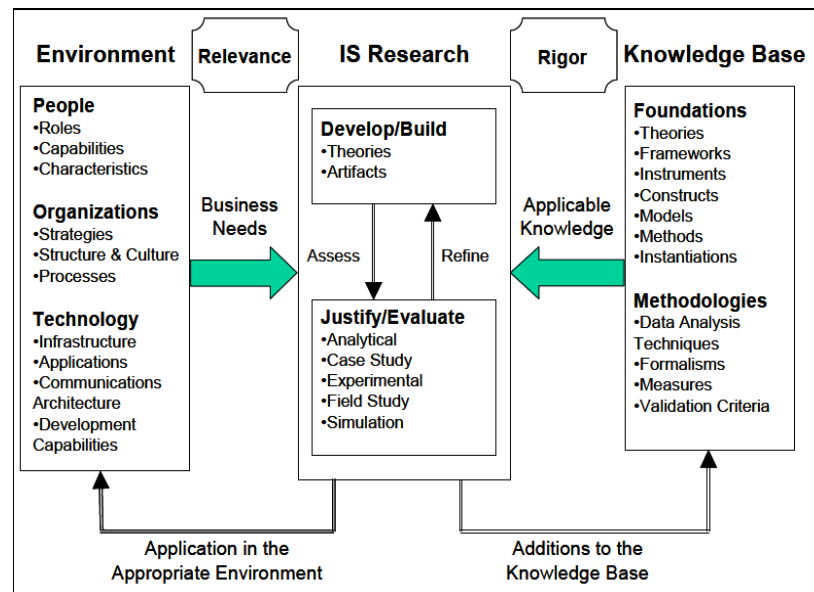 Environment
Relevance
IS Research
Rigor
Knowledge Base
People
•Roles
•Capabilities
•Characteristics
Organizations
•Strategies
•Structure & Culture
•Processes
Technology
•Infrastructure
•Applications
•Communications
Architecture
•Development
Capabilities
Business
Needs
Develop/Build
•Theories
•Artifacts
Assess
Refine
Justify/Evaluate
•Analytical
•Case Study
•Experimental
•Field Study
•Simulation
Applicable
Knowledge
Foundations
•Theories
•Frameworks
•Instruments
•Constructs
•Models
•Methods
•Instantiations
Methodologies
•Data Analysis
Techniques
•Formalisms
•Measures
•Validation Criteria
Application in the
Appropriate Environment
Additions to the
Knowledge Base